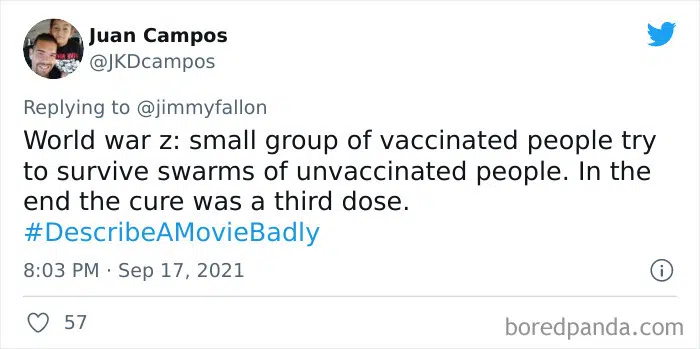 Juan Campos
@JKDcampos
Replying to @jimmyfallon
World war z: small group of vaccinated people try
to survive swarms of unvaccinated people. In the
end the cure was a third dose.
#DescribeAMovieBadly
8:03 PM · Sep 17, 2021
57
boredpanda.com